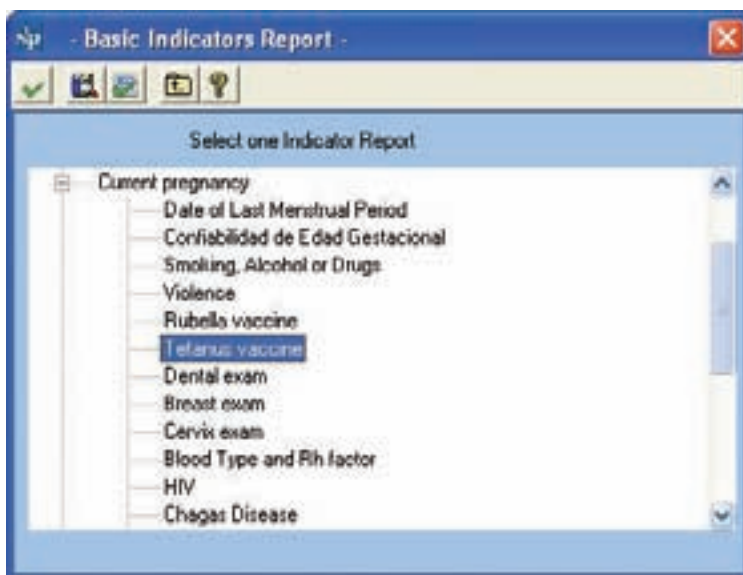 - Basic Indicators Report -
Select one Indicator Report
Current pregnancy
Date of Last Menstrual Period
Confiabilidad de Edad Gestacional
Smoking, Alcohol or Drugs
Violence
Rubella vaccine
Tetanus vaccine
Dental exam
Breast exam
Cervix exam
Blood Type and Rh factor
HIV
Chagas Disease